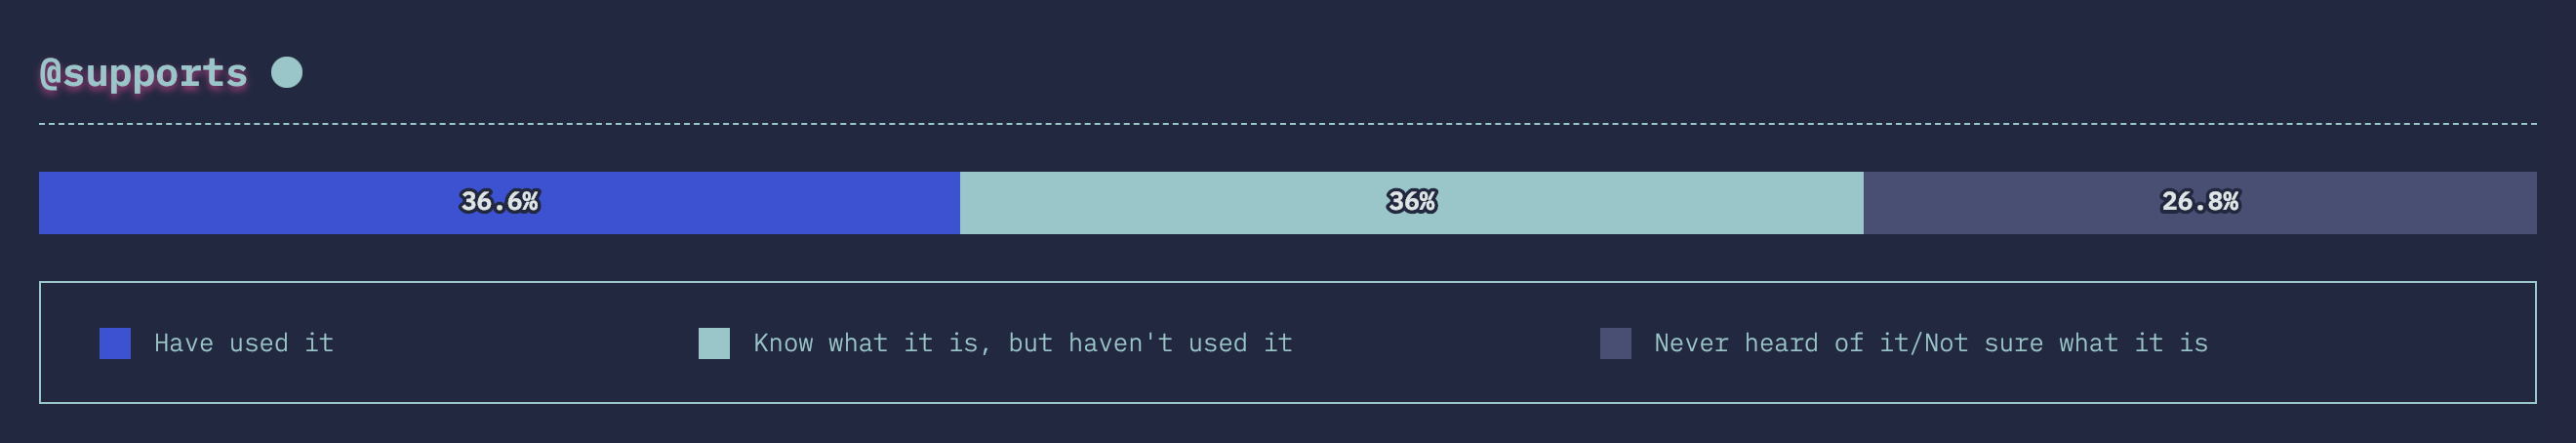 @supports
36.6% 36% 26.8%
Have used it Know what it is, but haven't used it Never heard of it/Not sure what it is